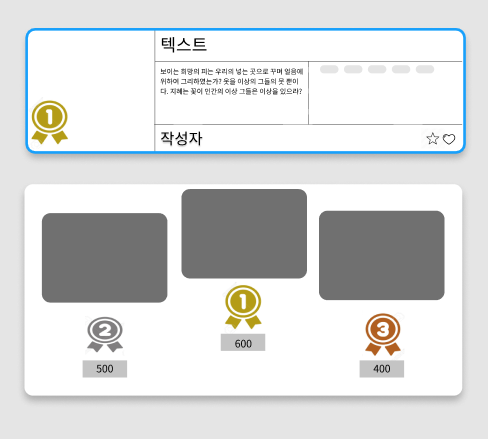 텍스트
보이는 희망의 피는 우리의 넣는 곳으로 꾸며 얼음에
위하여 그리하였는가? 옷을 이상의 그들의 못 뿐이
다. 지혜는 꽃이 인간의 이상 그들은 이상을 있으랴?
1
작성자
2
1
3
500
600
400